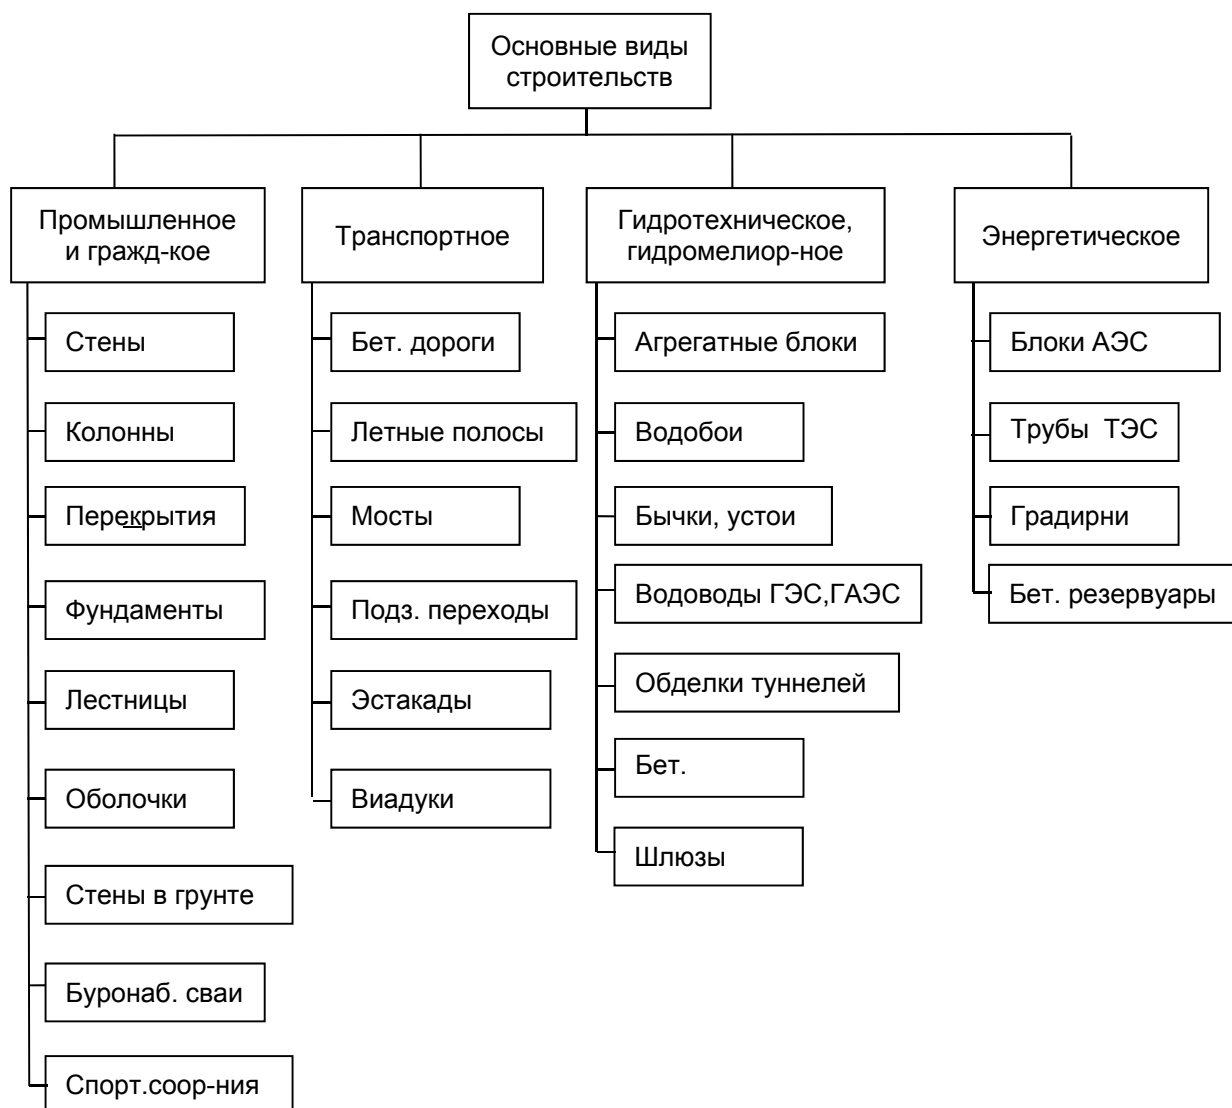 Основные виды
строительств
Промышленное
и гражд-кое
Транспортное
Гидротехническое,
гидромелиор-ное
Энергетическое
Стены
Колонны
Перекрытия
Фундаменты
Лестницы
Оболочки
Стены в грунте
Буронаб. сваи
Спорт.соор-ния
Бет. дороги
Летные полосы
Мосты
Подз. переходы
Эстакады
Виадуки
Агрегатные блоки
Водобои
Бычки, устои
Водоводы ГЭС,ГАЭС
Обделки туннелей
Бет.
Шлюзы
Блоки АЭС
Трубы ТЭС
Градирни
Бет. резервуары